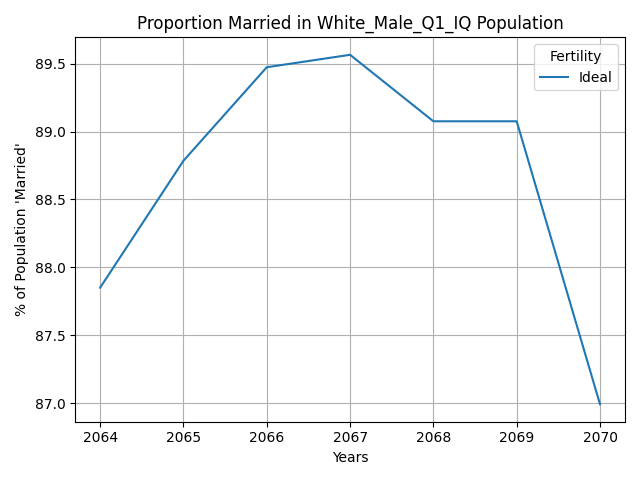 Proportion Married in White_Male_Q1_IQ Population
% of Population 'Married'
89.5
89.0
88.5
88.0
87.5
87.0
Fertility
Ideal
2064 2065 2066 2067 2068 2069 2070
Years